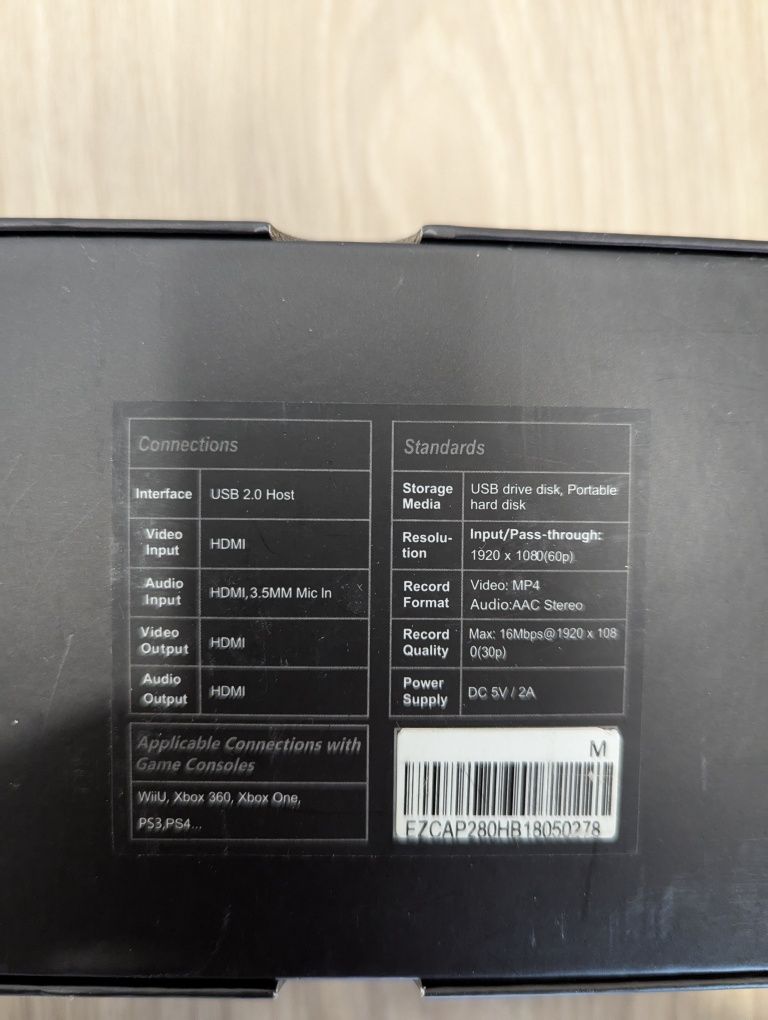 Connections
Interface USB 2.0 Host
Video
Input HDMI
Audio
Input HDMI,3.5MM Mic In
Video
Output HDMI
Audio
Output HDMI
Applicable Connections with
Game Consoles
WiiU, Xbox 360, Xbox One,
PS3,PS4...
Standards
Storage
Media USB drive disk, Portable
hard disk
Resolu-
tion Input/Pass-through:
1920 x 1080(60p)
Record
Format Video: MP4
Audio:AAC Stereo
Record
Quality Max: 16Mbps@1920 x 108
0(30p)
Power
Supply DC 5V / 2A
M
EZCAP280HB18050278